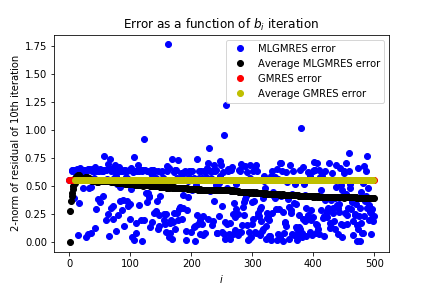 Error as a function of b_i iteration
MLGMRES error
Average MLGMRES error
GMRES error
Average GMRES error
2-norm of residual of 10th iteration
1.75
1.50
1.25
1.00
0.75
0.50
0.25
0.00
0
100
200
300
400
500
i